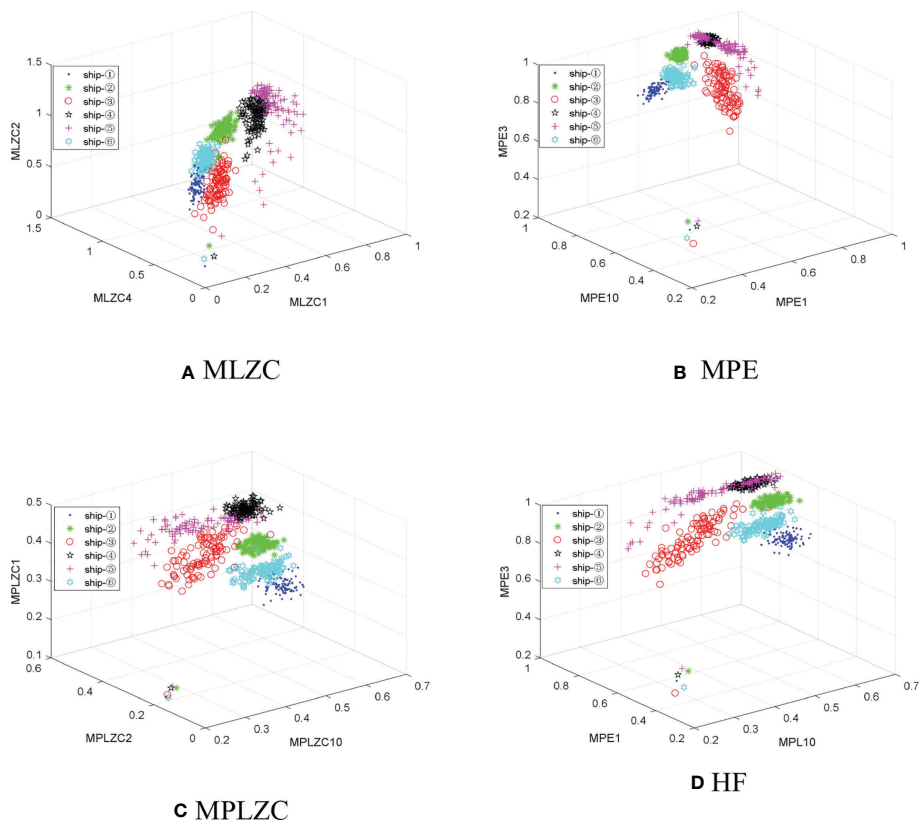 1.5
1
0.5
0
MLZC2
ship-①
ship-②
ship-③
ship-④
ship-⑤
ship-⑥
1.5
1
0.5
0
MLZC4
0
0.2
0.4
0.6
0.8
1
MLZC1
A MLZC
1
0.8
0.6
0.4
0.2
MPE3
ship-①
ship-②
ship-③
ship-④
ship-⑤
ship-⑥
1
0.8
0.6
0.4
0.2
MPE10
0.2
0.4
0.6
0.8
1
MPE1
B MPE
0.5
0.4
0.3
0.2
0.1
MPLZC1
ship-①
ship-②
ship-③
ship-④
ship-⑤
ship-⑥
0.6
0.4
0.2
0
MPLZC2
0.2
0.3
0.4
0.5
0.6
0.7
MPLZC10
C MPLZC
1
0.8
0.6
0.4
0.2
MPE3
ship-①
ship-②
ship-③
ship-④
ship-⑤
ship-⑥
1
0.8
0.6
0.4
0.2
MPE1
0.2
0.3
0.4
0.5
0.6
0.7
MPL10
D HF